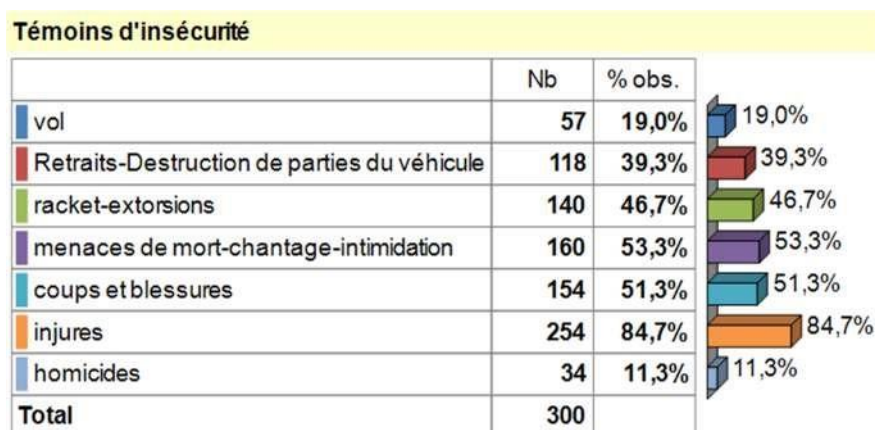 Témoins d'insécurité
Nb % obs.
vol 57 19,0% 19,0%
Retraits-Destruction de parties du véhicule 118 39,3% 39,3%
racket-extorsions 140 46,7% 46,7%
menaces de mort-chantage-intimidation 160 53,3% 53,3%
coups et blessures 154 51,3% 51,3%
injures 254 84,7% 84,7%
homicides 34 11,3% 11,3%
Total 300